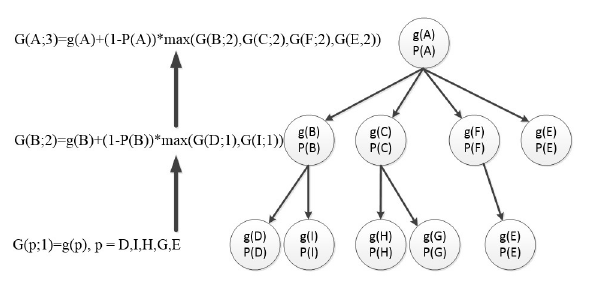 G(A;3)=g(A)+(1-P(A))*max(G(B;2),G(C;2),G(F;2),G(E,2))
g(A)
P(A)
G(B;2)=g(B)+(1-P(B))*max(G(D;1),G(I;1))
g(B)
P(B)
g(C)
P(C)
g(F)
P(F)
g(E)
P(E)
G(p;1)=g(p), p = D,I,H,G,E
g(D)
P(D)
g(I)
P(I)
g(H)
P(H)
g(G)
P(G)
g(E)
P(E)